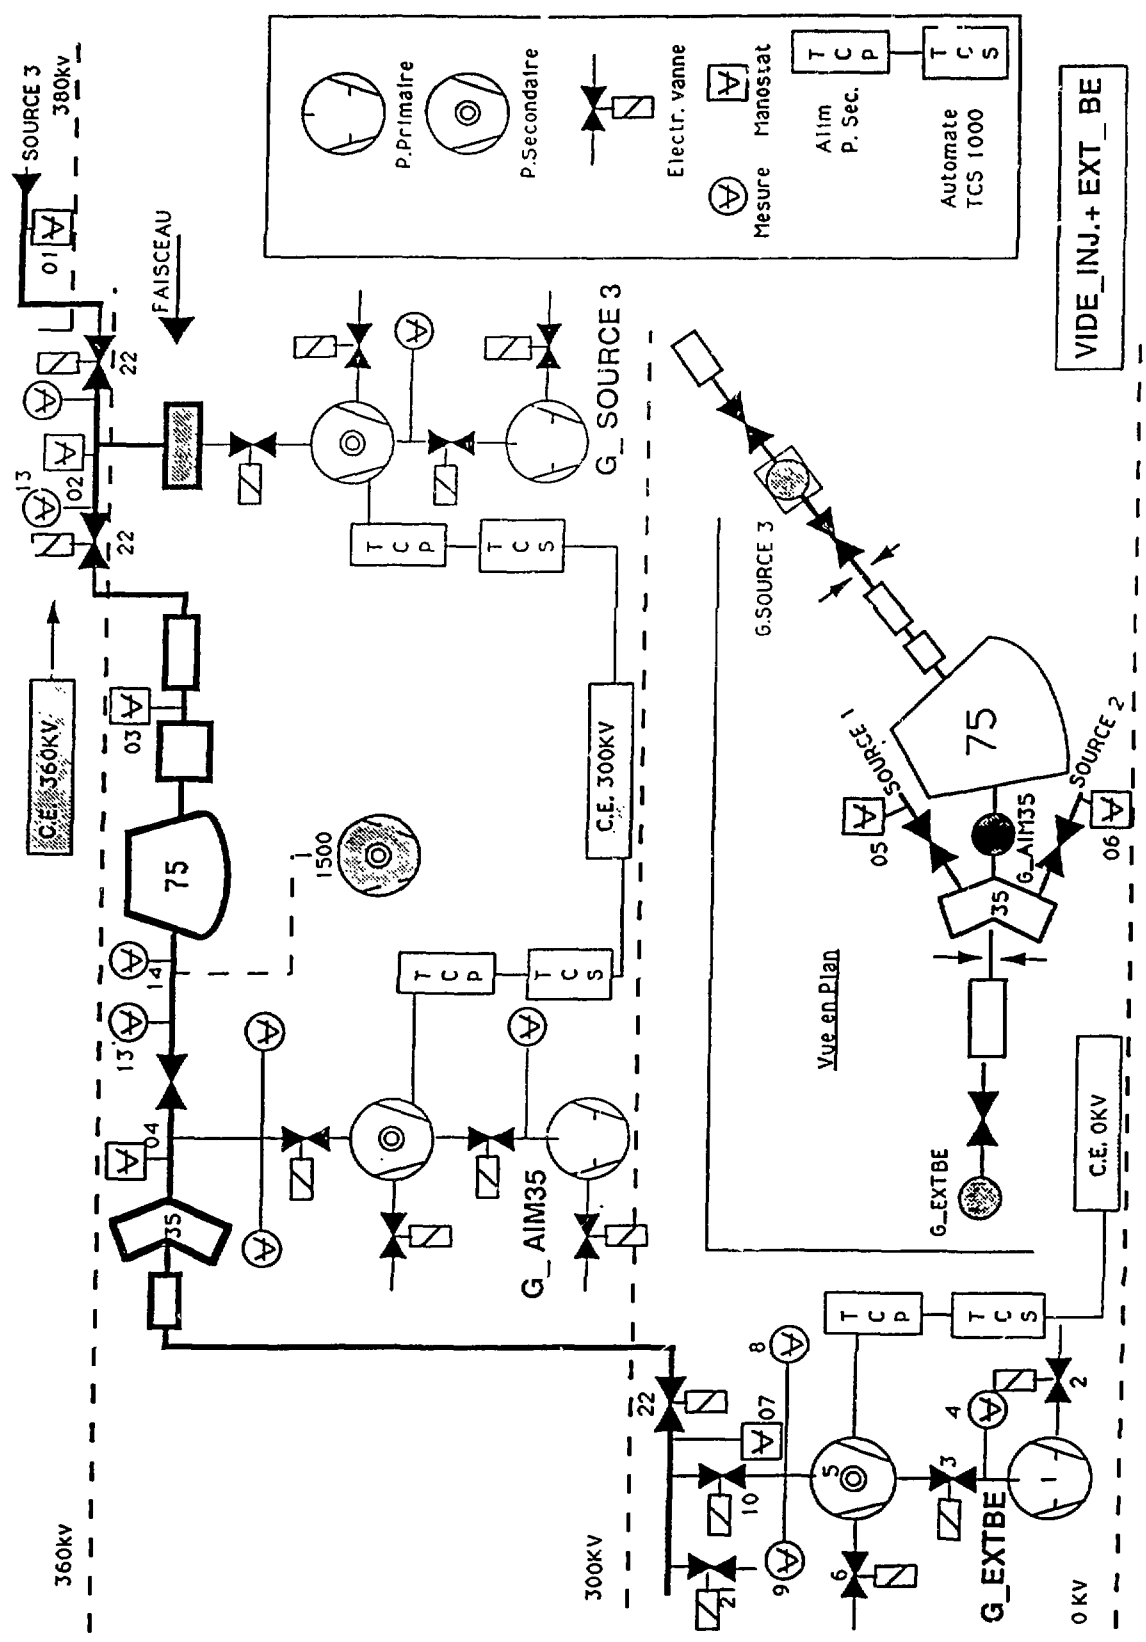 SOURCE 3
01
380kv
360kv
C.E. 360KV
13
02
22
22
FAISCEAU
04
13
14
03
35
75
1500
G_AIM35
T C P
T C S
C.E. 300KV
T C P
T C S
G_SOURCE 3
P.Primaire
P.Secondaire
Electr. vanne
Mesure
Manostat
Alim
P. Sec.
T C P
Automate
TCS 1000
T C S
300KV
22
21
10
07
9
8
5
6
3
4
2
1
T C P
T C S
G_EXTBE
0 KV
C.E. 0KV
Vue en Plan
G.SOURCE 3
G_EXTBE
35
05
SOURCE 1
75
G_AIM35
SOURCE 2
06
VIDE_INJ.+ EXT_BE